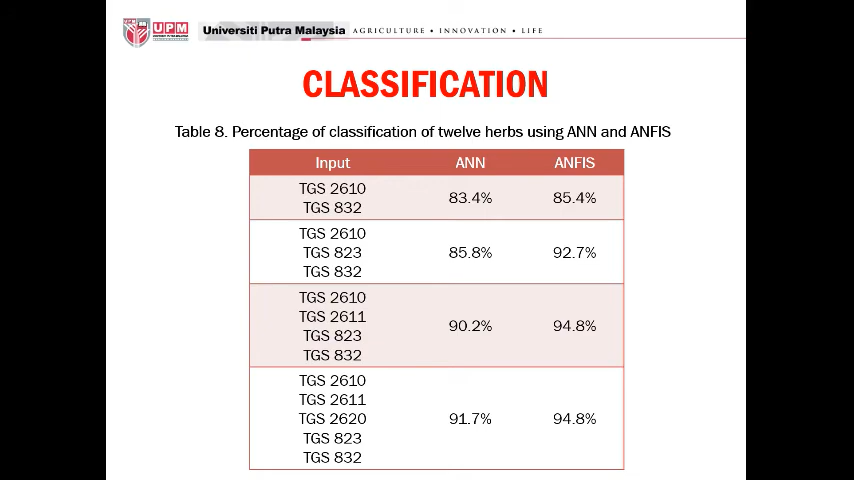 UPM
Universiti Putra Malaysia AGRICULTURE • INNOVATION • LIFE
CLASSIFICATION
Table 8. Percentage of classification of twelve herbs using ANN and ANFIS
Input ANN ANFIS
TGS 2610
TGS 832
83.4% 85.4%
TGS 2610
TGS 823
TGS 832
85.8% 92.7%
TGS 2610
TGS 2611
TGS 823
TGS 832
90.2% 94.8%
TGS 2610
TGS 2611
TGS 2620
TGS 823
TGS 832
91.7% 94.8%